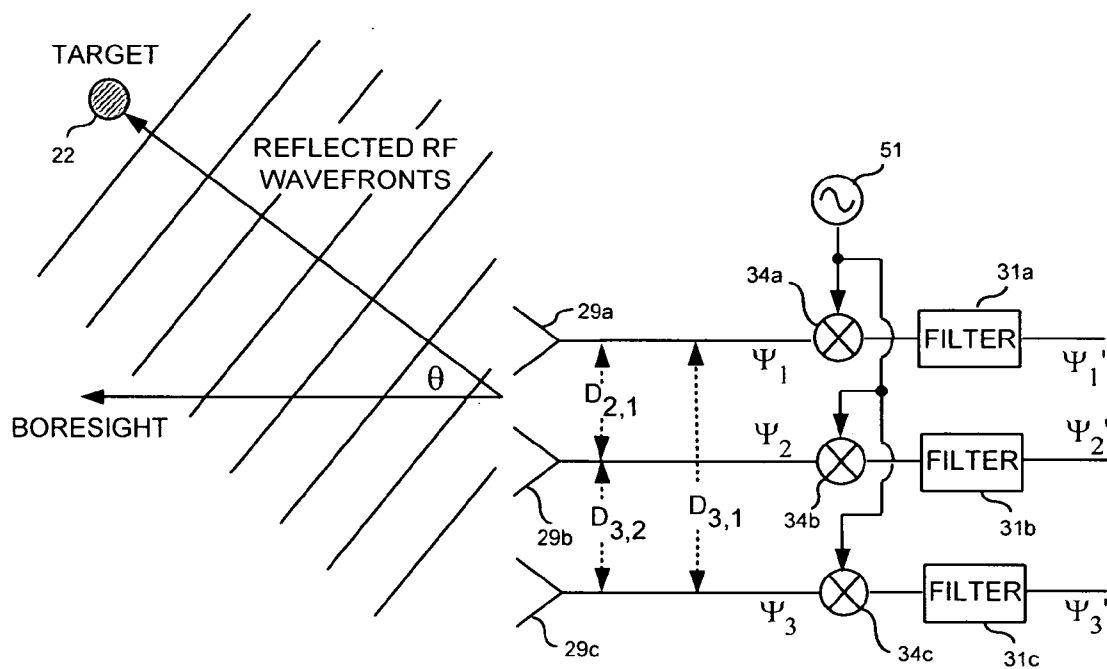 TARGET
22
REFLECTED RF
WAVEFRONTS
θ
BORESIGHT
51
34a
31a
29a
FILTER
Ψ1
Ψ1'
D2,1
Ψ2
FILTER
Ψ2'
29b
D3,2
D3,1
34b
31b
FILTER
Ψ3
Ψ3'
29c
34c
31c